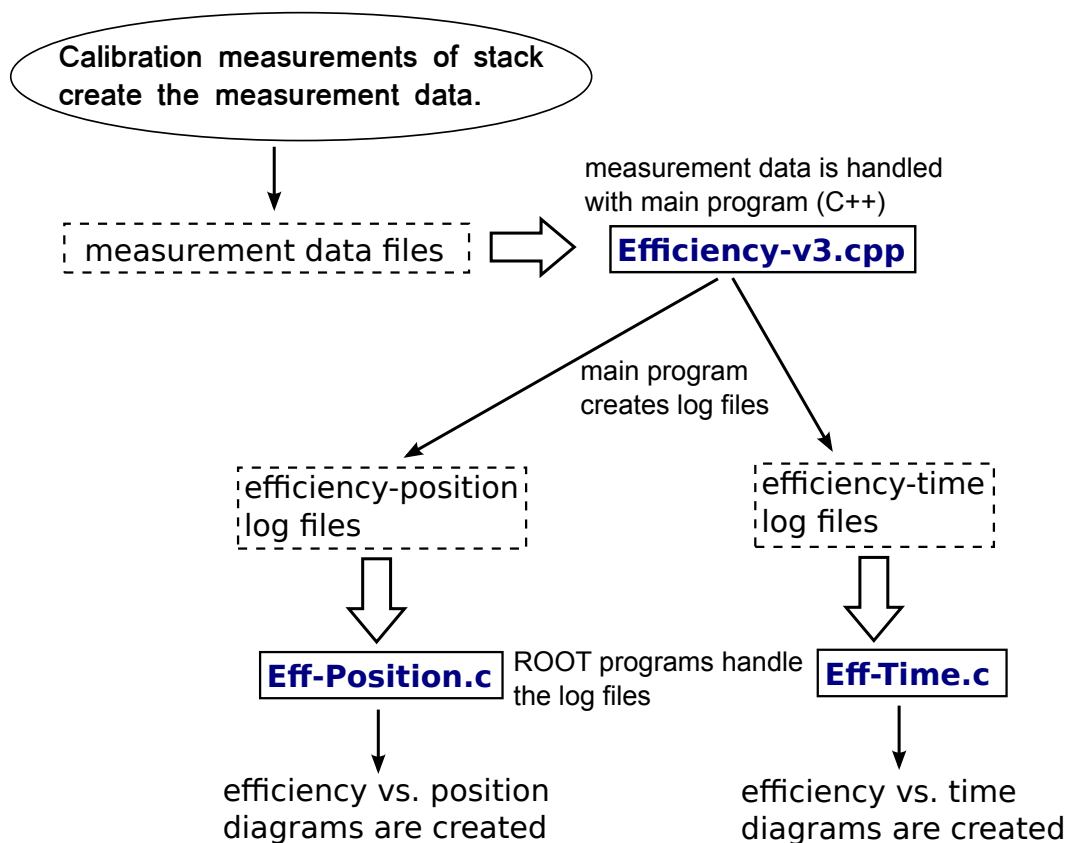 Calibration measurements of stack
create the measurement data.
measurement data is handled
with main program (C++)
measurement data files
Efficiency-v3.cpp
main program
creates log files
efficiency-position
log files
efficiency-time
log files
Eff-Position.c
ROOT programs handle
the log files
Eff-Time.c
efficiency vs. position
diagrams are created
efficiency vs. time
diagrams are created